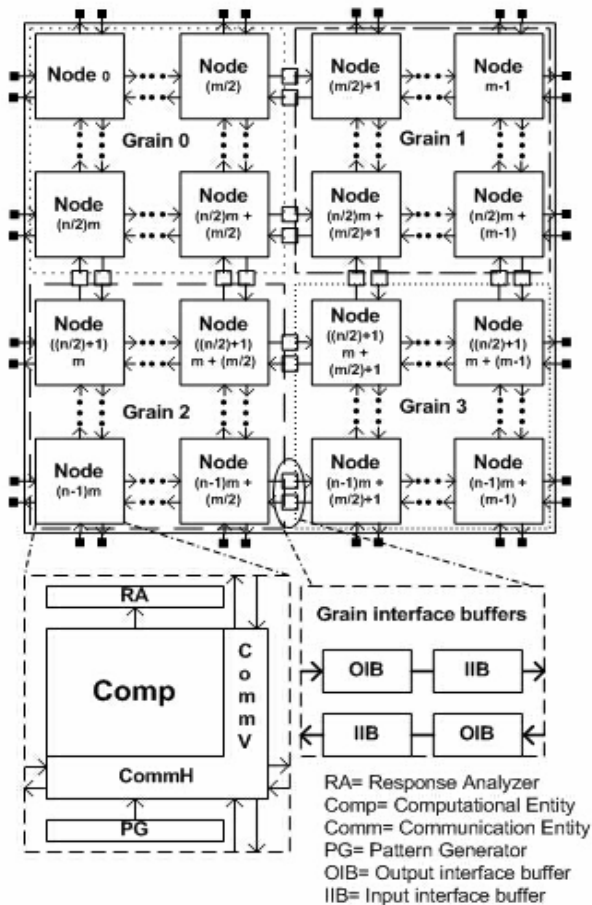 Node 0
Node
(m/2)
Node
(m/2)+1
Node
m-1
Grain 0
Grain 1
Node
(n/2)m
Node
(n/2)m +
(m/2)
Node
(n/2)m +
(m/2)+1
Node
(n/2)m +
(m-1)
Node
((n/2)+1)
m
Node
((n/2)+1)
m + (m/2)
Node
((n/2)+1)
m +
(m/2)+1
Node
((n/2)+1)
m + (m-1)
Grain 2
Grain 3
Node
(n-1)m
Node
(n-1)m +
(m/2)
Node
(n-1)m +
(m/2)+1
Node
(n-1)m +
(m-1)
RA
Comp
CommV
CommH
PG
Grain interface buffers
OIB
IIB
IIB
OIB
RA= Response Analyzer
Comp= Computational Entity
Comm= Communication Entity
PG= Pattern Generator
OIB= Output interface buffer
IIB= Input interface buffer